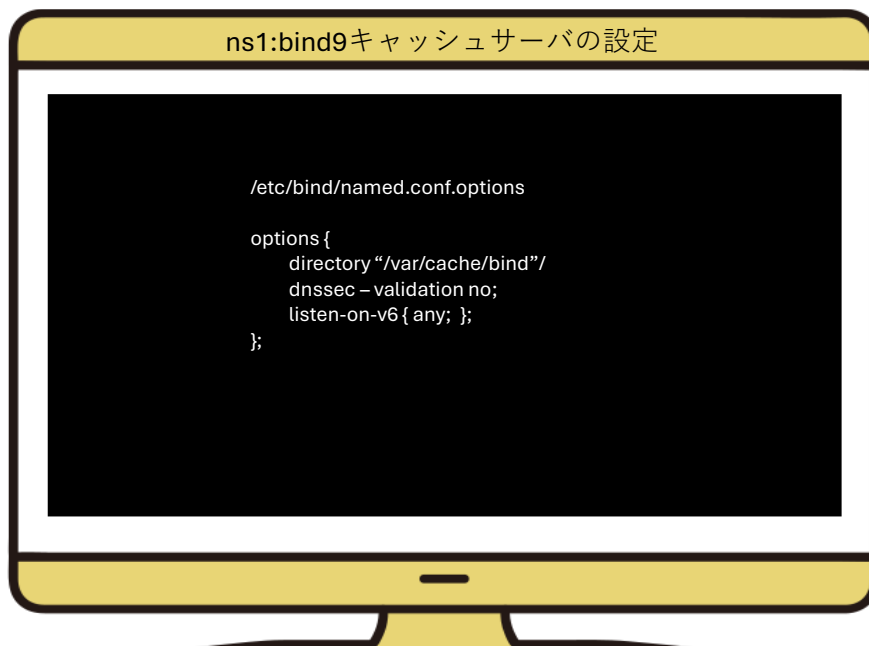 ns1:bind9キャッシュサーバの設定
/etc/bind/named.conf.options
options {
directory “/var/cache/bind”/
dnssec – validation no;
listen-on-v6 { any;  };
};